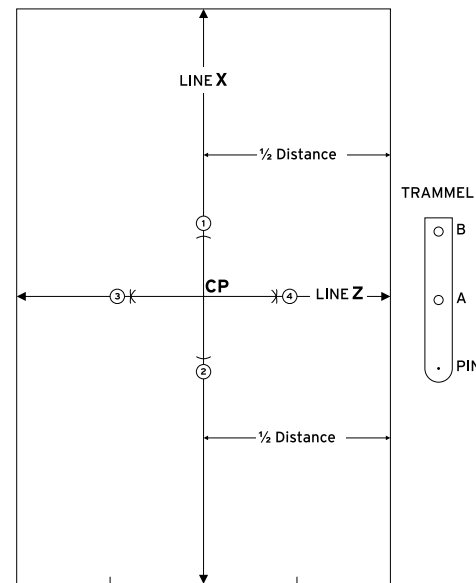 LINE X
½ Distance
TRAMMEL
B
1
CP
A
3
4
LINE Z
2
PIN
½ Distance